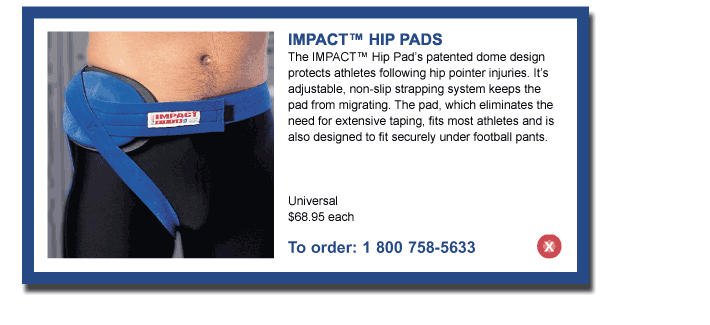 IMPACT™ HIP PADS
The IMPACT™ Hip Pad's patented dome design
protects athletes following hip pointer injuries. It's
adjustable, non-slip strapping system keeps the
pad from migrating. The pad, which eliminates the
need for extensive taping, fits most athletes and is
also designed to fit securely under football pants.
IMPACT
Universal
$68.95 each
To order: 1 800 758-5633
X